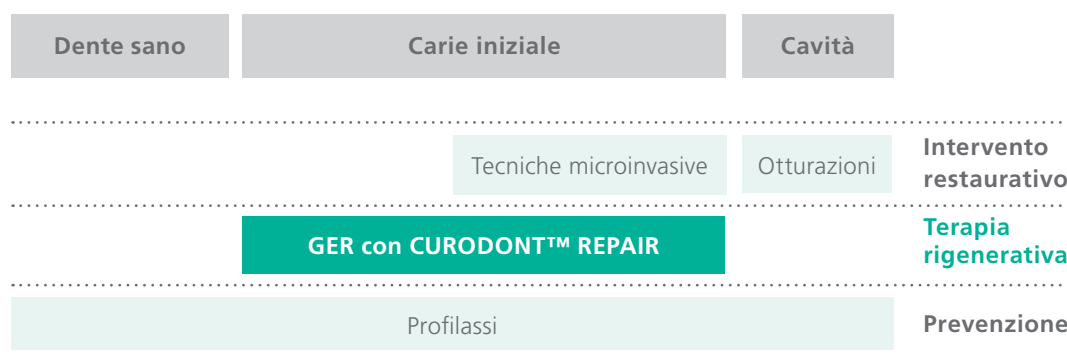 Dente sano
Carie iniziale
Cavità
Tecniche microinvasive
Otturazioni
Intervento
restaurativo
GER con CURODONT™ REPAIR
Terapia
rigenerativa
Profilassi
Prevenzione